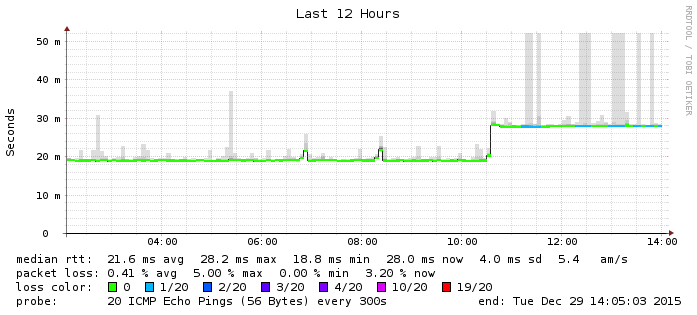 Last 12 Hours
RRDTOOL / TOBI OETIKER
Seconds
50 m
40 m
30 m
20 m
10 m
0
04:00 06:00 08:00 10:00 12:00 14:00
median rtt: 21.6 ms avg 28.2 ms max 18.8 ms min 28.0 ms now 4.0 ms sd 5.4 am/s
packet loss: 0.41 % avg 5.00 % max 0.00 % min 3.20 % now
loss color: 0 1/20 2/20 3/20 4/20 10/20 19/20
probe: 20 ICMP Echo Pings (56 Bytes) every 300s end: Tue Dec 29 14:05:03 2015